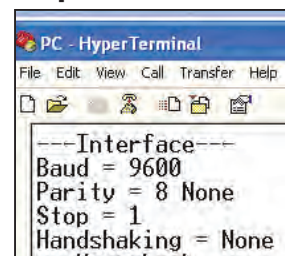 PC - HyperTerminal
File Edit View Call Transfer Help
---Interface---
Baud = 9600
Parity = 8 None
Stop = 1
Handshaking = None